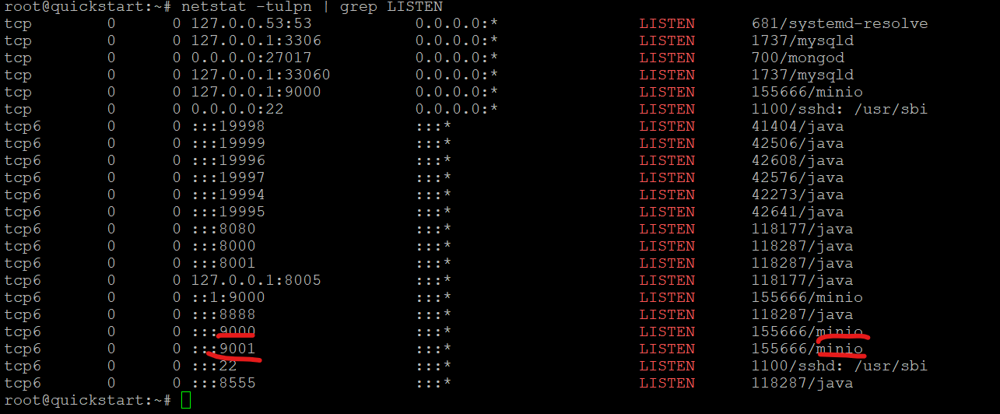 root@quickstart:~# netstat -tulpn | grep LISTEN
tcp 0 0 127.0.0.53:53 0.0.0.0:* LISTEN 681/systemd-resolve
tcp 0 0 127.0.0.1:3306 0.0.0.0:* LISTEN 1737/mysqld
tcp 0 0 0.0.0.0:27017 0.0.0.0:* LISTEN 700/mongod
tcp 0 0 127.0.0.1:33060 0.0.0.0:* LISTEN 1737/mysqld
tcp 0 0 127.0.0.1:9000 0.0.0.0:* LISTEN 155666/minio
tcp 0 0 0.0.0.0:22 0.0.0.0:* LISTEN 1100/sshd: /usr/sbi
tcp6 0 0 :::19998 :::* LISTEN 41404/java
tcp6 0 0 :::19999 :::* LISTEN 42506/java
tcp6 0 0 :::19996 :::* LISTEN 42608/java
tcp6 0 0 :::19997 :::* LISTEN 42576/java
tcp6 0 0 :::19994 :::* LISTEN 42273/java
tcp6 0 0 :::19995 :::* LISTEN 42641/java
tcp6 0 0 :::8080 :::* LISTEN 118177/java
tcp6 0 0 :::8000 :::* LISTEN 118287/java
tcp6 0 0 :::8001 :::* LISTEN 118287/java
tcp6 0 0 127.0.0.1:8005 :::* LISTEN 118177/java
tcp6 0 0 ::1:9000 :::* LISTEN 155666/minio
tcp6 0 0 :::8888 :::* LISTEN 118287/java
tcp6 0 0 :::9000 :::* LISTEN 155666/minio
tcp6 0 0 :::9001 :::* LISTEN 155666/minio
tcp6 0 0 :::22 :::* LISTEN 1100/sshd: /usr/sbi
tcp6 0 0 :::8555 :::* LISTEN 118287/java
root@quickstart:~#